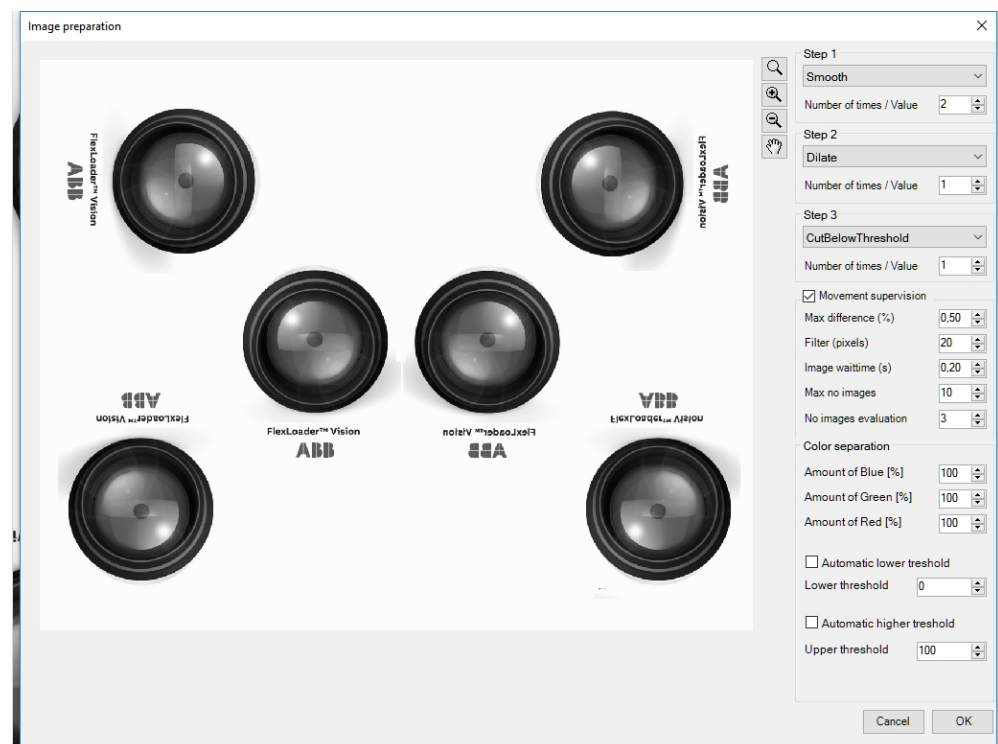 Image preparation
FlexLoader™ Vision
ABB
FlexLoader™ Vision
ABB
ABB
FlexLoader™ Vision
FlexLoader™ Vision
ABB
FlexLoader™ Vision
ABB
ABB
FlexLoader™ Vision
Step 1
Smooth
Number of times / Value 2
Step 2
Dilate
Number of times / Value 1
Step 3
CutBelowThreshold
Number of times / Value 1
Movement supervision
Max difference (%) 0,50
Filter (pixels) 20
Image waittime (s) 0,20
Max no images 10
No images evaluation 3
Color separation
Amount of Blue [%] 100
Amount of Green [%] 100
Amount of Red [%] 100
Automatic lower treshold
Lower threshold 0
Automatic higher treshold
Upper threshold 100
Cancel OK